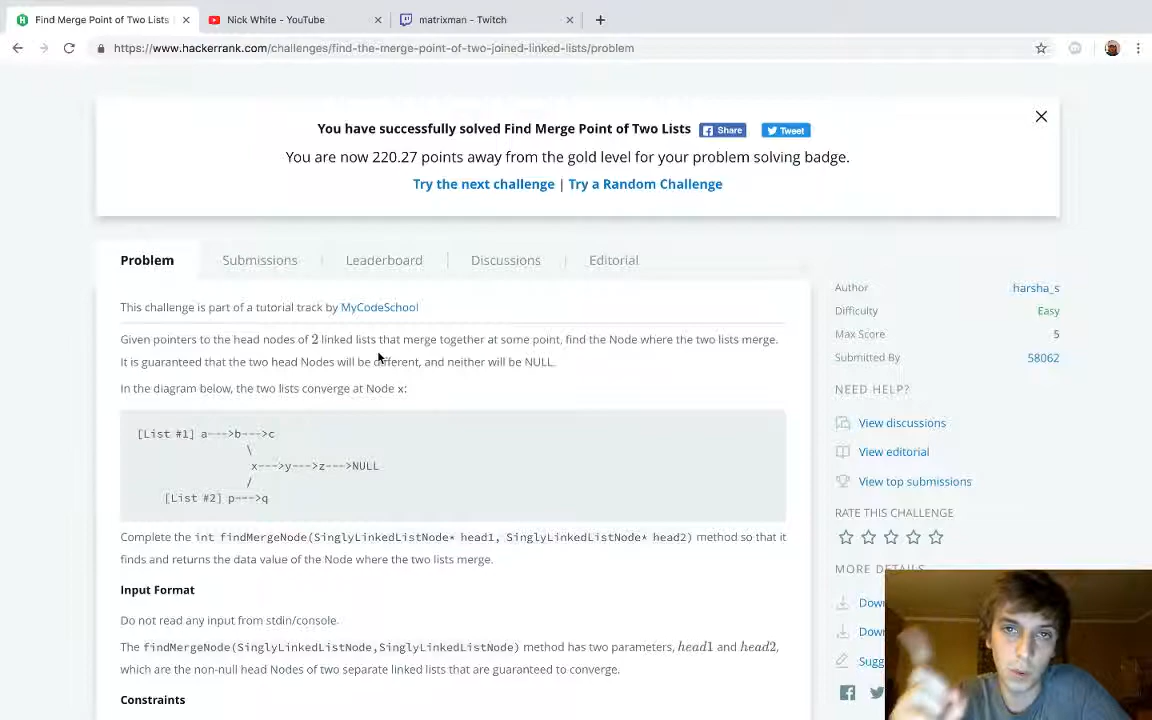 Find Merge Point of Two Lists
Nick White - YouTube
matrixman - Twitch
https://www.hackerrank.com/challenges/find-the-merge-point-of-two-joined-linked-lists/problem
You have successfully solved Find Merge Point of Two Lists Share Tweet
You are now 220.27 points away from the gold level for your problem solving badge.
Try the next challenge | Try a Random Challenge
Problem Submissions Leaderboard Discussions Editorial
This challenge is part of a tutorial track by MyCodeSchool
Given pointers to the head nodes of 2 linked lists that merge together at some point, find the Node where the two lists merge.
It is guaranteed that the two head Nodes will be different, and neither will be NULL.
In the diagram below, the two lists converge at Node x:
[List #1] a--->b--->c
\
x--->y--->z--->NULL
/
[List #2] p--->q
Complete the int findMergeNode(SinglyLinkedListNode* head1, SinglyLinkedListNode* head2) method so that it
finds and returns the data value of the Node where the two lists merge.
Input Format
Do not read any input from stdin/console.
The findMergeNode(SinglyLinkedListNode,SinglyLinkedListNode) method has two parameters, head1 and head2,
which are the non-null head Nodes of two separate linked lists that are guaranteed to converge.
Constraints
Author harsha_s
Difficulty Easy
Max Score 5
Submitted By 58062
NEED HELP?
View discussions
View editorial
View top submissions
RATE THIS CHALLENGE
MORE DETAILS
Dow
Dow
Sugg